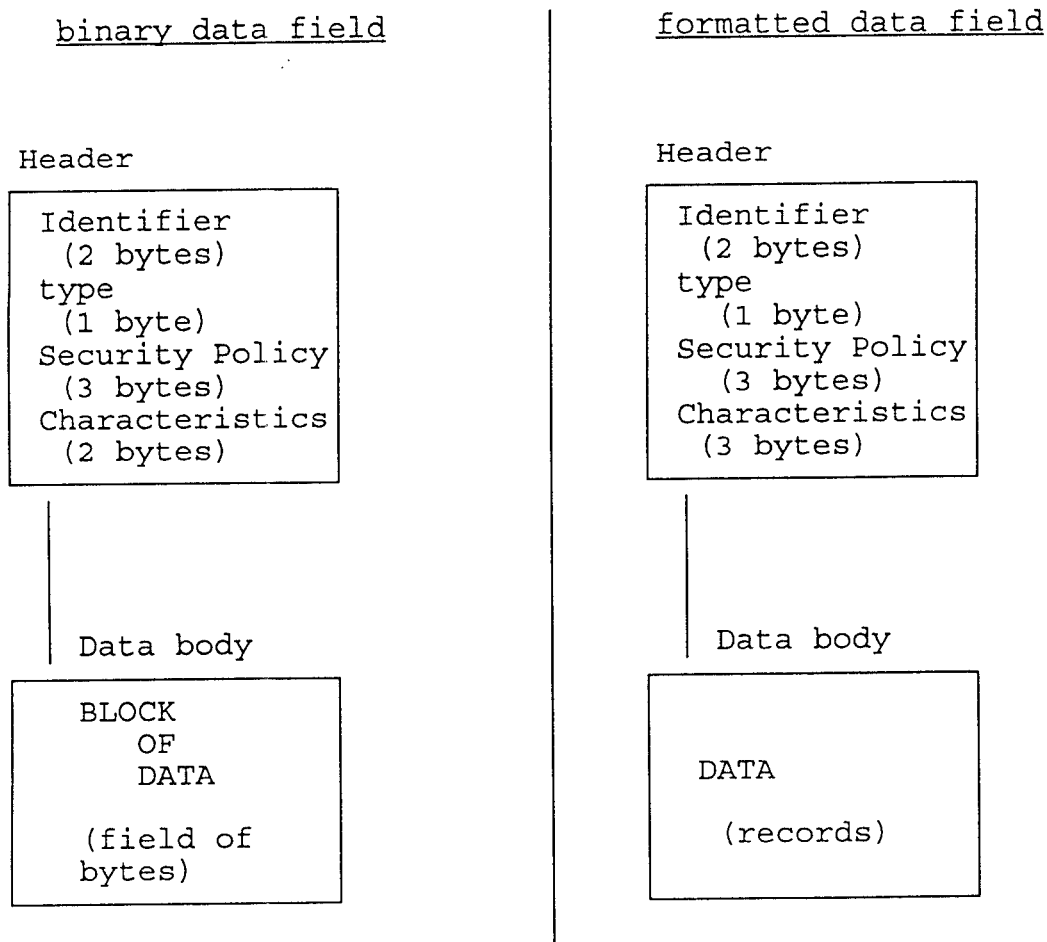 binary data field
Header
Identifier
(2 bytes)
type
(1 byte)
Security Policy
(3 bytes)
Characteristics
(2 bytes)
Data body
BLOCK
OF
DATA
(field of
bytes)
formatted data field
Header
Identifier
(2 bytes)
type
(1 byte)
Security Policy
(3 bytes)
Characteristics
(3 bytes)
Data body
DATA
(records)